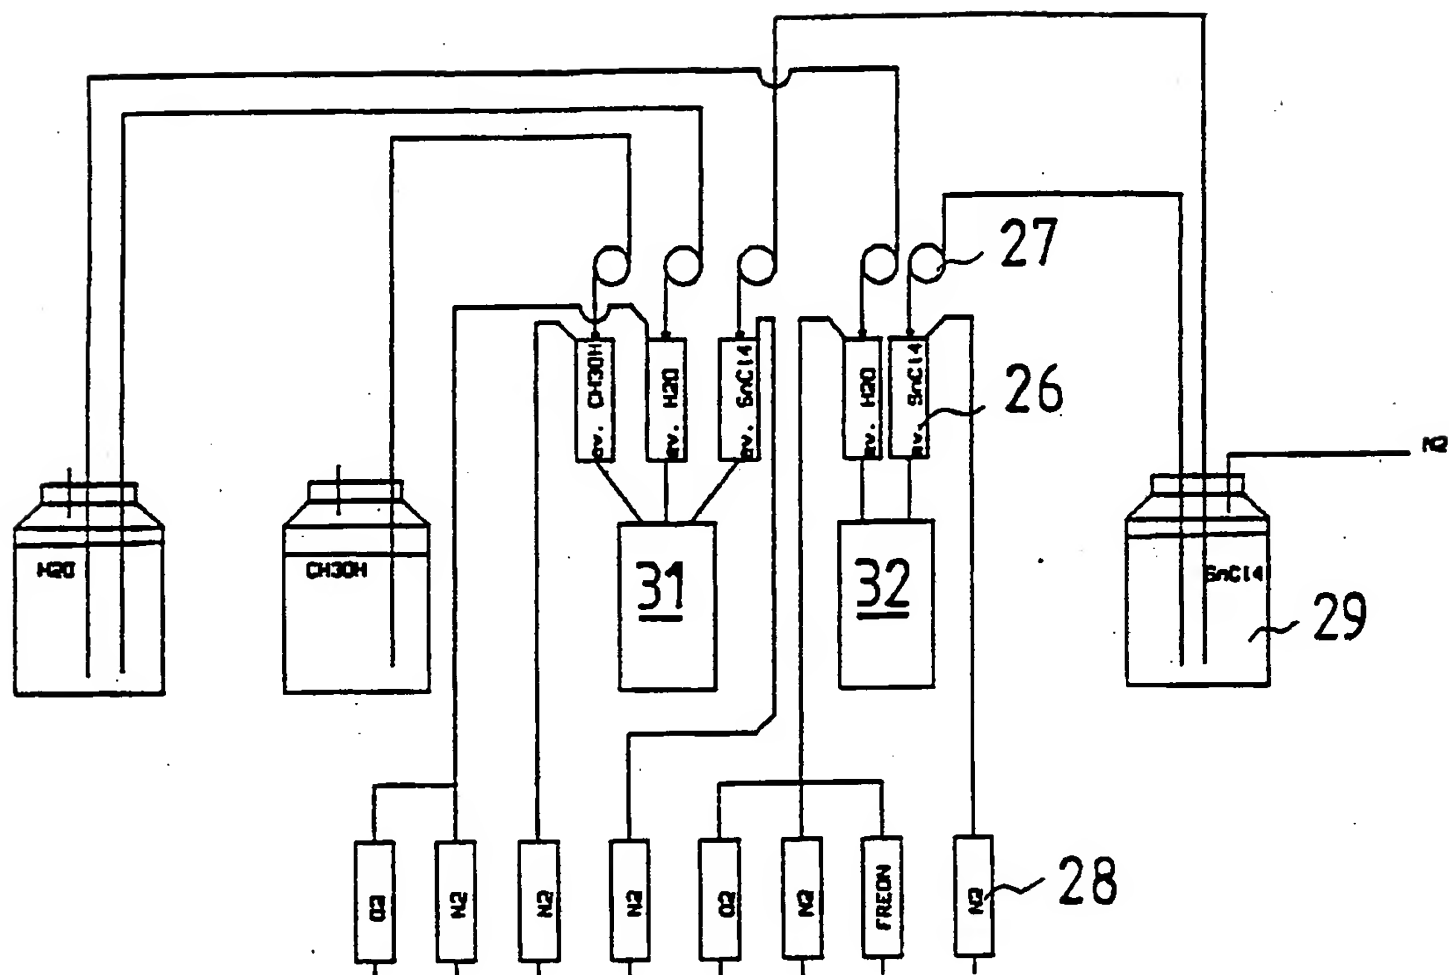 27
ev. CH3OH
ev. H2O
ev. SnCl4
ev. H2O
ev. SnCl4
26
N2
H2O
CH3OH
31
32
SnCl4
29
O2
N2
N2
N2
O2
N2
FREON
N2
28